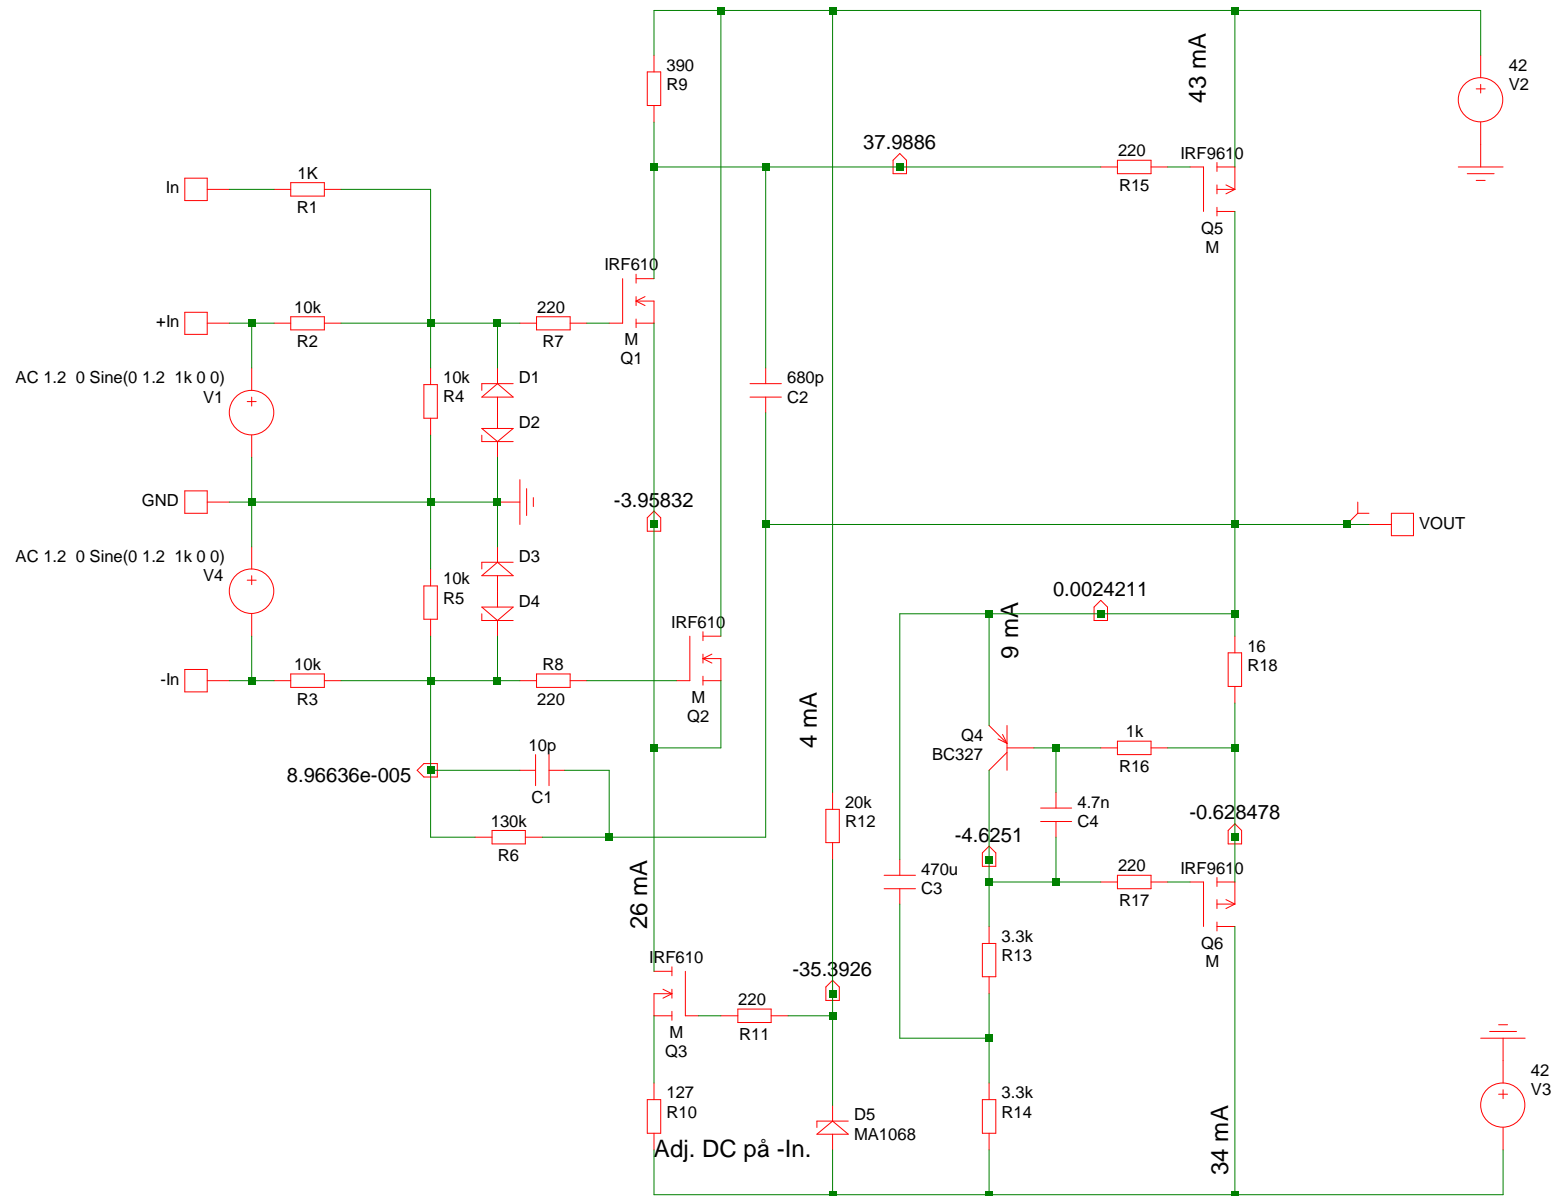 390
R9
43 mA
42
V2
37.9886
220
R15
IRF9610
Q5
M
In
1K
R1
IRF610
M
Q1
+In
10k
R2
220
R7
AC 1.2 0 Sine(0 1.2 1k 0 0)
V1
10k
R4
D1
D2
680p
C2
GND
-3.95832
VOUT
AC 1.2 0 Sine(0 1.2 1k 0 0)
V4
10k
R5
D3
D4
0.0024211
9 mA
16
R18
IRF610
M
Q2
-In
10k
R3
R8
220
4 mA
Q4
BC327
1k
R16
8.96636e-005
10p
C1
130k
R6
20k
R12
4.7n
C4
-0.628478
-4.6251
470u
C3
220
R17
IRF9610
Q6
M
26 mA
IRF610
M
Q3
-35.3926
220
R11
3.3k
R13
127
R10
D5
MA1068
3.3k
R14
34 mA
42
V3
Adj. DC på -In.